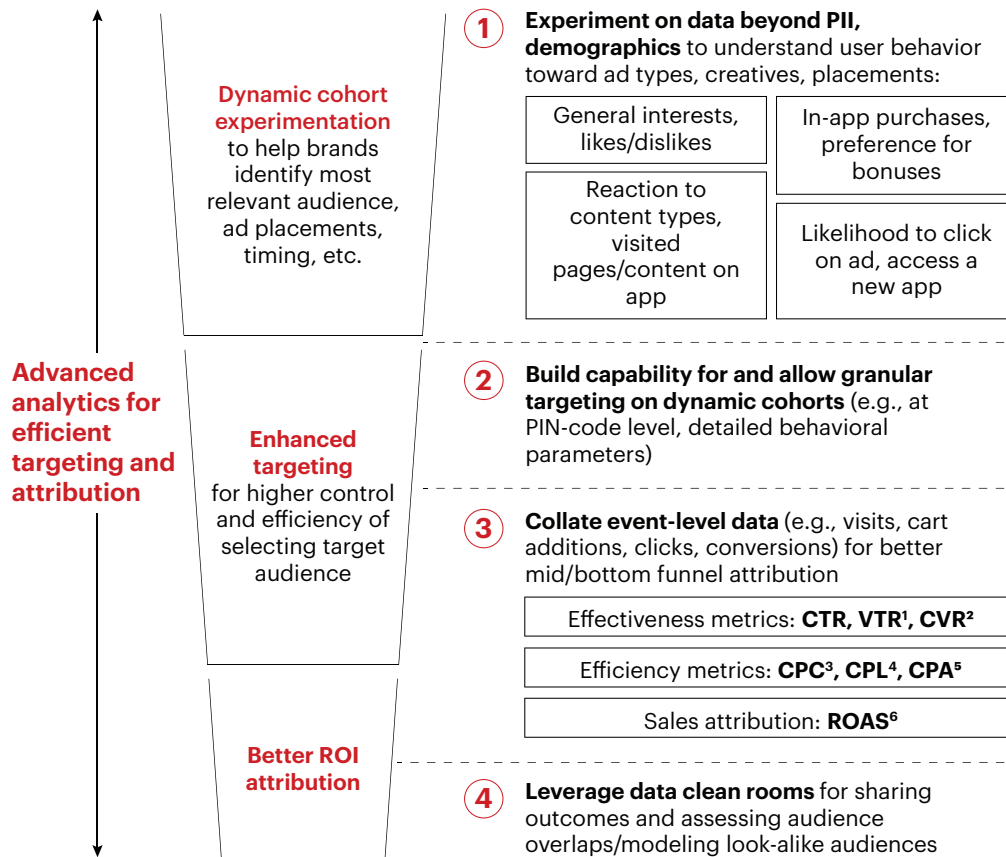 Advanced
analytics for
efficient
targeting and
attribution
Dynamic cohort
experimentation
to help brands
identify most
relevant audience,
ad placements,
timing, etc.
Enhanced
targeting
for higher control
and efficiency of
selecting target
audience
Better ROI
attribution
1
Experiment on data beyond PII,
demographics to understand user behavior
toward ad types, creatives, placements:
General interests,
likes/dislikes
In-app purchases,
preference for
bonuses
Reaction to
content types,
visited
pages/content on
app
Likelihood to click
on ad, access a
new app
2
Build capability for and allow granular
targeting on dynamic cohorts (e.g., at
PIN-code level, detailed behavioral
parameters)
3
Collate event-level data (e.g., visits, cart
additions, clicks, conversions) for better
mid/bottom funnel attribution
Effectiveness metrics: CTR, VTR¹, CVR²
Efficiency metrics: CPC³, CPL⁴, CPA⁵
Sales attribution: ROAS⁶
4
Leverage data clean rooms for sharing
outcomes and assessing audience
overlaps/modeling look-alike audiences